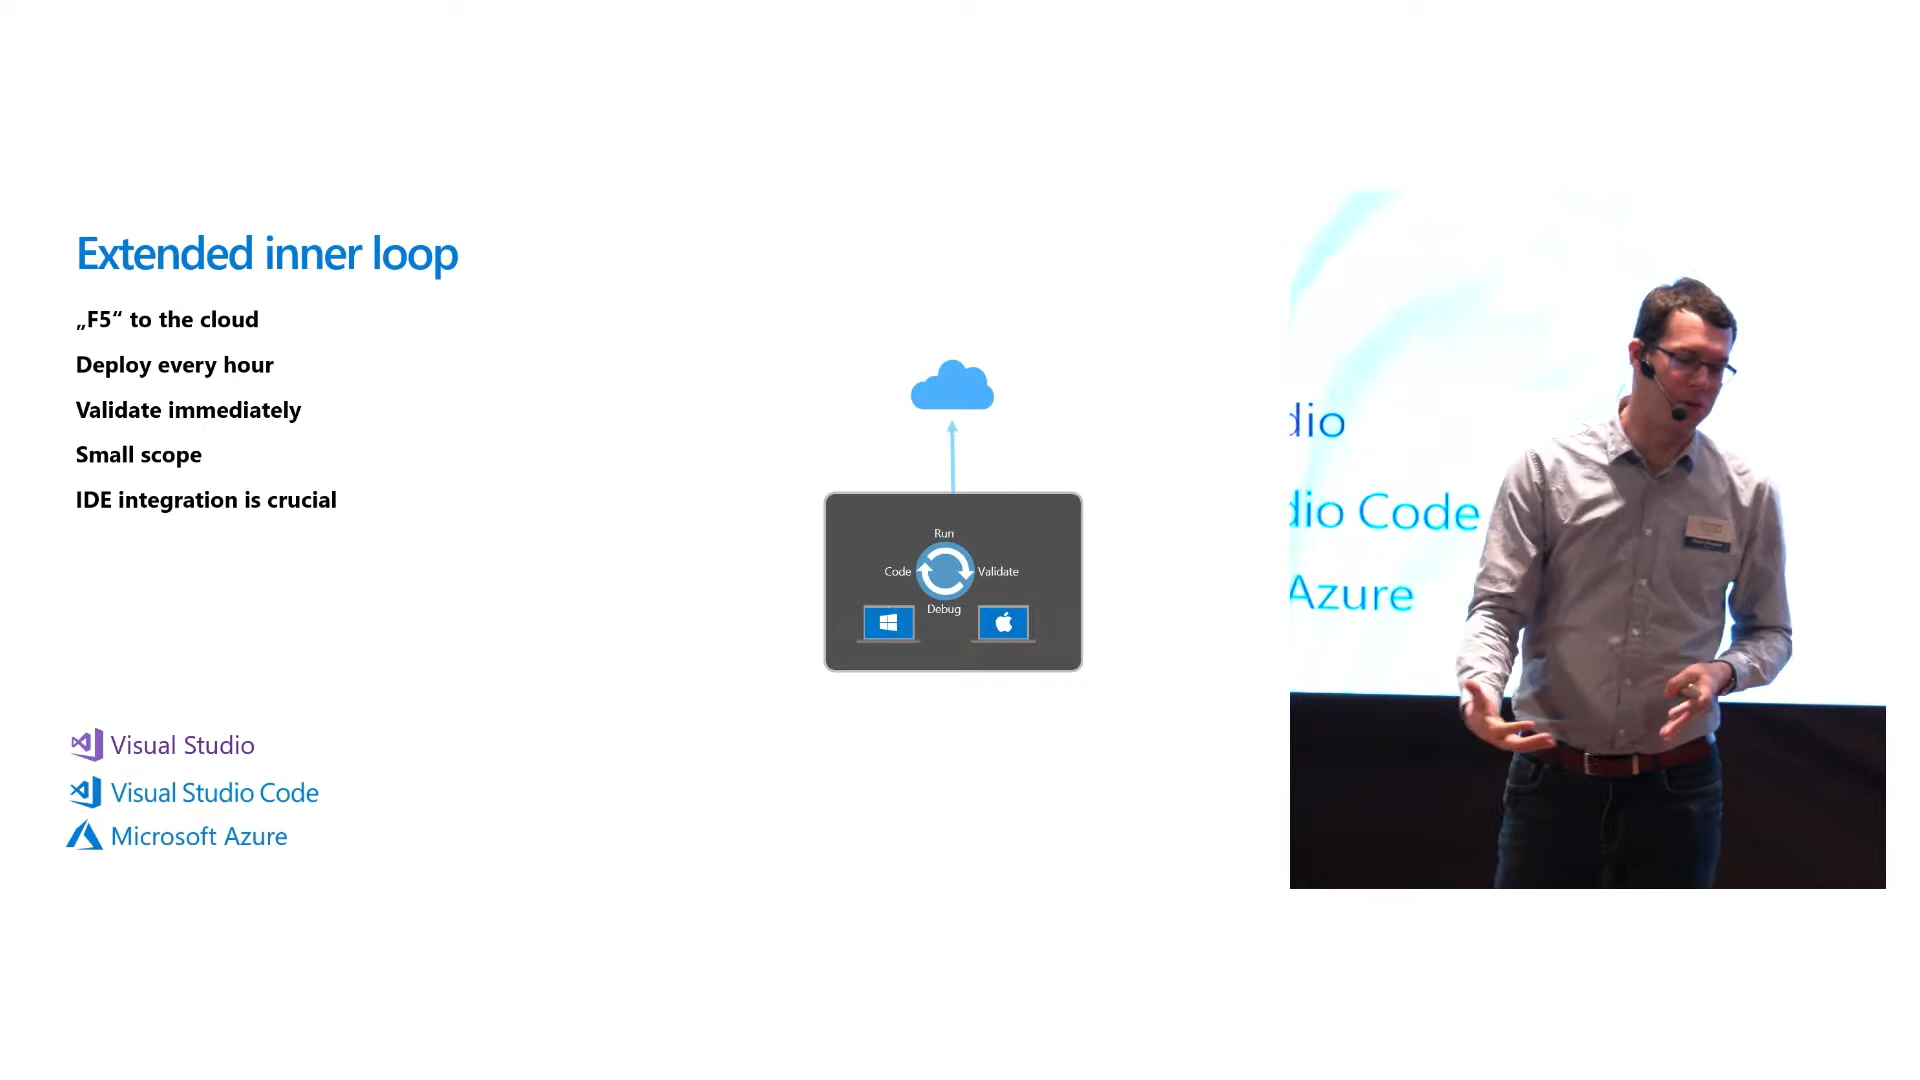 Extended inner loop
„F5“ to the cloud
Deploy every hour
Validate immediately
Small scope
IDE integration is crucial
Run
Code
Validate
Debug
Visual Studio
Visual Studio Code
Microsoft Azure
dio
dio Code
Azure